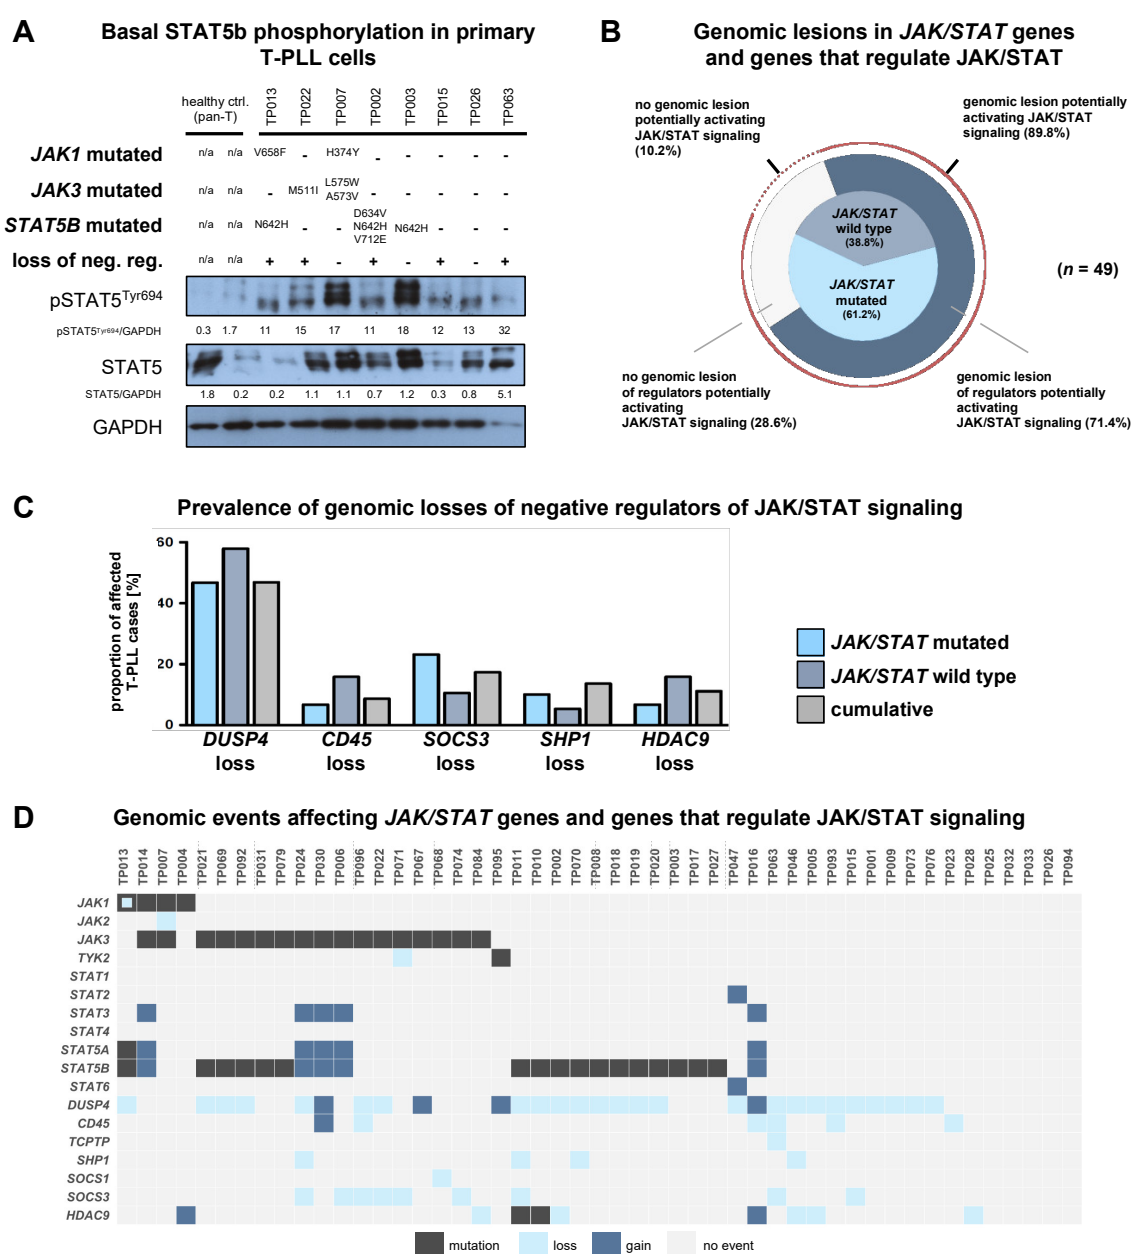 A
Basal STAT5b phosphorylation in primary
T-PLL cells
healthy ctrl.
(pan-T)
TP013 TP022 TP007 TP002 TP003 TP015 TP026 TP063
JAK1 mutated n/a n/a V658F - H374Y - - - - -
JAK3 mutated n/a n/a - M511I L575W A573V - - - - -
STAT5B mutated n/a n/a N642H - - D634V N642H V712E N642H - - -
loss of neg. reg. n/a n/a + + - + - + - +
pSTAT5Tyr694
pSTAT5Tyr694/GAPDH 0.3 1.7 11 15 17 11 18 12 13 32
STAT5
STAT5/GAPDH 1.8 0.2 0.2 1.1 1.1 0.7 1.2 0.3 0.8 5.1
GAPDH
B
Genomic lesions in JAK/STAT genes
and genes that regulate JAK/STAT
no genomic lesion
potentially activating
JAK/STAT signaling
(10.2%)
genomic lesion potentially
activating JAK/STAT
signaling (89.8%)
JAK/STAT
wild type
(38.8%)
JAK/STAT
mutated
(61.2%)
(n = 49)
no genomic lesion
of regulators potentially
activating
JAK/STAT signaling (28.6%)
genomic lesion
of regulators potentially
activating
JAK/STAT signaling (71.4%)
C
Prevalence of genomic losses of negative regulators of JAK/STAT signaling
proportion of affected
T-PLL cases [%]
60
40
20
0
DUSP4 loss
CD45 loss
SOCS3 loss
SHP1 loss
HDAC9 loss
JAK/STAT mutated
JAK/STAT wild type
cumulative
D
Genomic events affecting JAK/STAT genes and genes that regulate JAK/STAT signaling
TP013 TP014 TP007 TP004 TP021 TP069 TP092 TP031 TP079 TP024 TP030 TP006 TP096 TP022 TP071 TP067 TP068 TP074 TP084 TP095 TP011 TP010 TP002 TP070 TP008 TP018 TP019 TP020 TP003 TP017 TP027 TP047 TP016 TP063 TP046 TP005 TP093 TP015 TP001 TP009 TP073 TP076 TP023 TP028 TP025 TP032 TP033 TP026 TP094
JAK1
JAK2
JAK3
TYK2
STAT1
STAT2
STAT3
STAT4
STAT5A
STAT5B
STAT6
DUSP4
CD45
TCPTP
SHP1
SOCS1
SOCS3
HDAC9
mutation loss gain no event